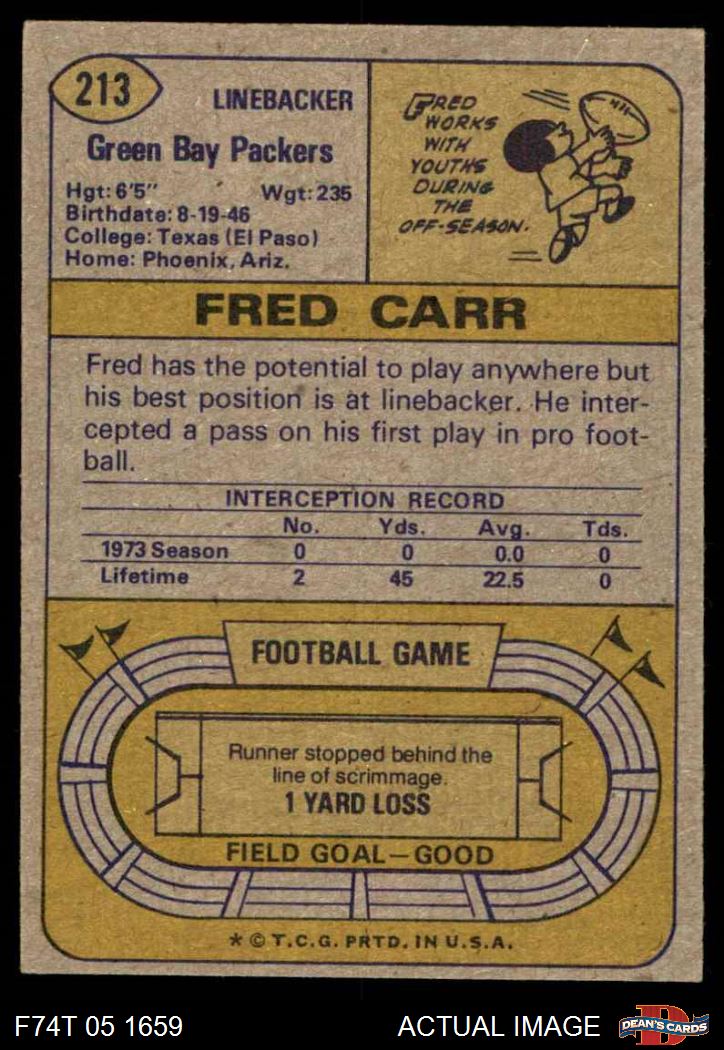 213
LINEBACKER
Green Bay Packers
Hgt: 6'5" Wgt: 235
Birthdate: 8-19-46
College: Texas (El Paso)
Home: Phoenix, Ariz.
FRED
WORKS
WITH
YOUTHS
DURING
THE
OFF-SEASON.
FRED CARR
Fred has the potential to play anywhere but
his best position is at linebacker. He inter-
cepted a pass on his first play in pro foot-
ball.
INTERCEPTION RECORD
No. Yds. Avg. Tds.
1973 Season 0 0 0.0 0
Lifetime 2 45 22.5 0
FOOTBALL GAME
Runner stopped behind the
line of scrimmage.
1 YARD LOSS
FIELD GOAL—GOOD
* © T.C.G. PRTD. IN U.S.A.
F74T 05 1659 ACTUAL IMAGE
D
DEAN'S CARDS